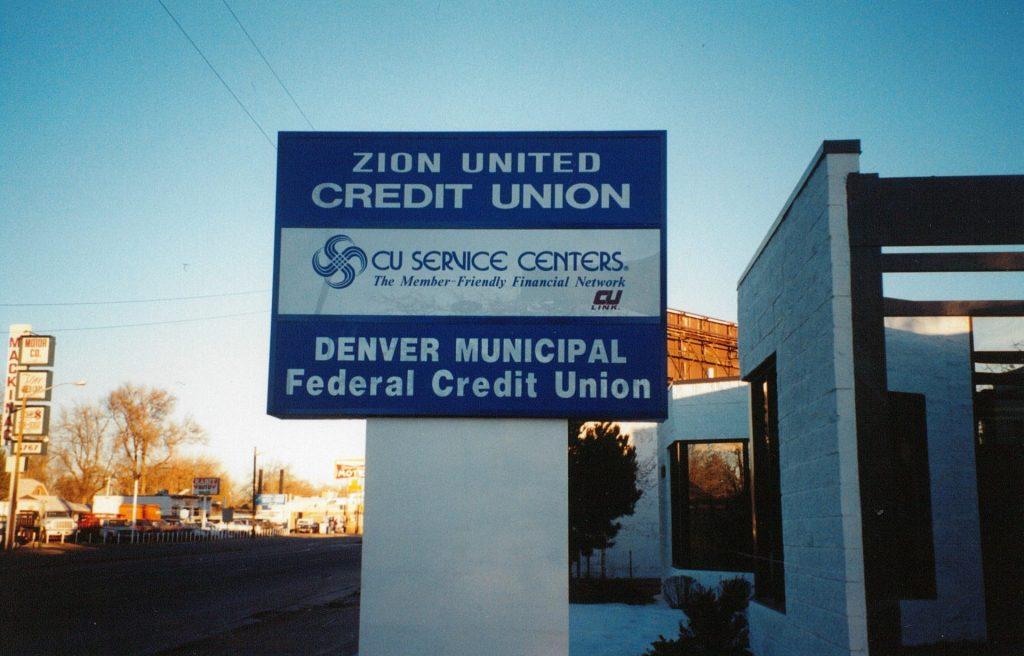 ZION UNITED
CREDIT UNION
CU SERVICE CENTERS®
The Member-Friendly Financial Network
CU
LINK.
DENVER MUNICIPAL
Federal Credit Union
MOTOR
CO.